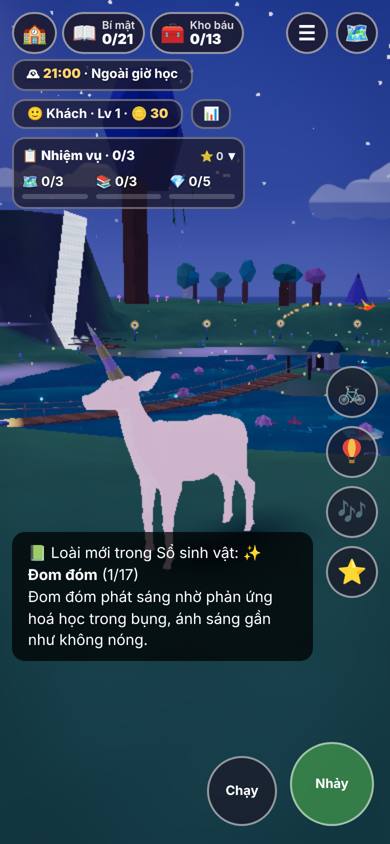 Bí mật
0/21
Kho báu
0/13
21:00 · Ngoài giờ học
Khách · Lv 1 · 30
Nhiệm vụ · 0/3
0 ▼
0/3
0/3
0/5
Loài mới trong Sổ sinh vật:
Đom đóm (1/17)
Đom đóm phát sáng nhờ phản ứng
hoá học trong bụng, ánh sáng gần
như không nóng.
Chạy
Nhảy